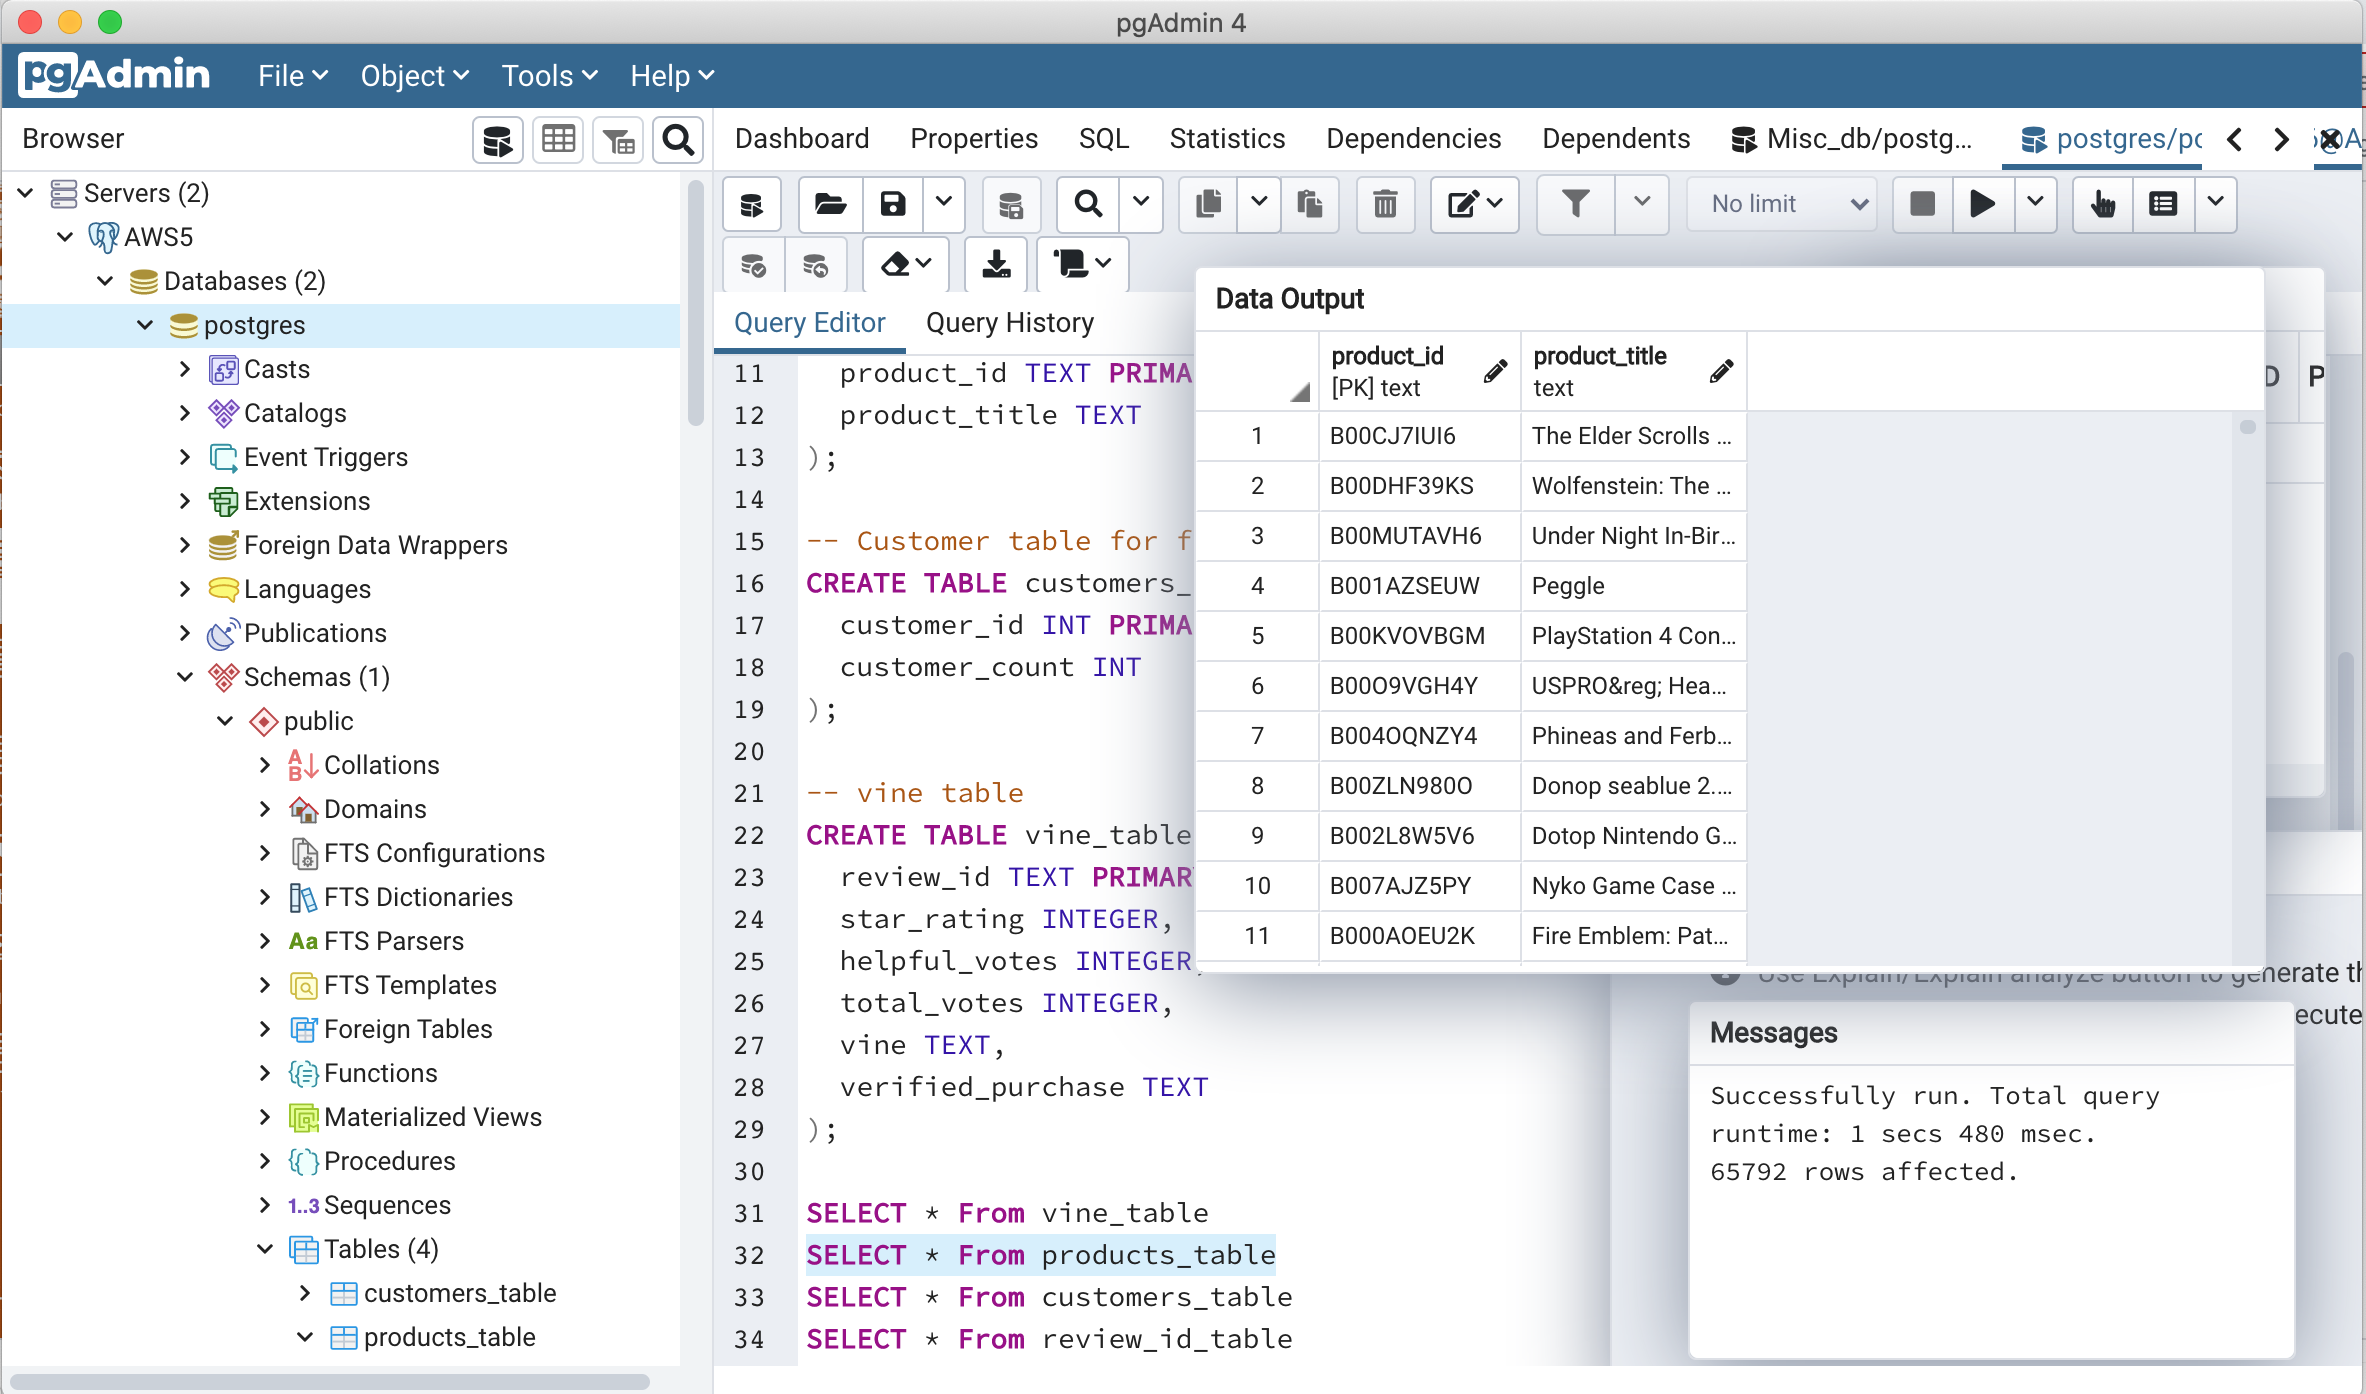 pgAdmin 4
pgAdmin File Object Tools Help
Browser
Dashboard Properties SQL Statistics Dependencies Dependents Misc_db/postg... postgres/pc
Servers (2)
AWS5
Databases (2)
postgres
Casts
Catalogs
Event Triggers
Extensions
Foreign Data Wrappers
Languages
Publications
Schemas (1)
public
Collations
Domains
FTS Configurations
FTS Dictionaries
Aa FTS Parsers
FTS Templates
Foreign Tables
Functions
Materialized Views
Procedures
1..3 Sequences
Tables (4)
customers_table
products_table
No limit
Query Editor Query History
11 product_id TEXT PRIMA
12 product_title TEXT
13 );
14
15 -- Customer table for f
16 CREATE TABLE customers_
17 customer_id INT PRIMA
18 customer_count INT
19 );
20
21 -- vine table
22 CREATE TABLE vine_table
23 review_id TEXT PRIMAR
24 star_rating INTEGER,
25 helpful_votes INTEGER,
26 total_votes INTEGER,
27 vine TEXT,
28 verified_purchase TEXT
29 );
30
31 SELECT * From vine_table
32 SELECT * From products_table
33 SELECT * From customers_table
34 SELECT * From review_id_table
Data Output
product_id product_title
[PK] text text
1 B00CJ7IUI6 The Elder Scrolls ...
2 B00DHF39KS Wolfenstein: The ...
3 B00MUTAVH6 Under Night In-Bir...
4 B001AZSEUW Peggle
5 B00KVOVBGM PlayStation 4 Con...
6 B00O9VGH4Y USPRO&reg; Hea...
7 B004OQNZY4 Phineas and Ferb...
8 B00ZLN980O Donop seablue 2....
9 B002L8W5V6 Dotop Nintendo G...
10 B007AJZ5PY Nyko Game Case ...
11 B000AOEU2K Fire Emblem: Pat...
Use Explain/Explain analyze button to generate th
ecute
Messages
Successfully run. Total query
runtime: 1 secs 480 msec.
65792 rows affected.